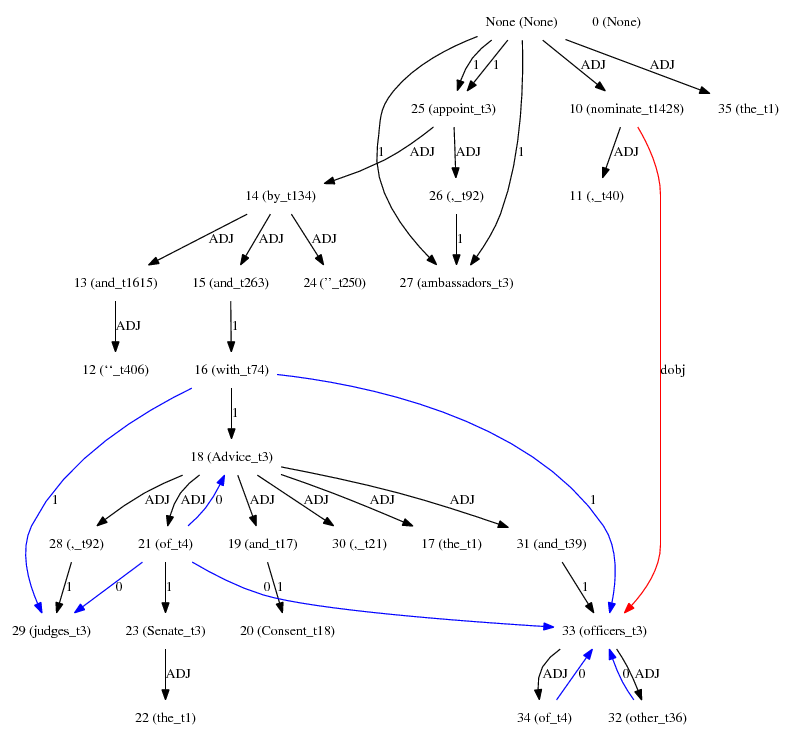 None (None) 0 (None)
1 1 ADJ ADJ
25 (appoint_t3) 10 (nominate_t1428) 35 (the_t1)
1 ADJ ADJ 1 ADJ
14 (by_t134) 26 (,_t92) 11 (,_t40)
ADJ ADJ ADJ 1
13 (and_t1615) 15 (and_t263) 24 (’’_t250) 27 (ambassadors_t3)
ADJ 1
12 (‘‘_t406) 16 (with_t74) dobj
1
18 (Advice_t3)
1 ADJ ADJ 0 ADJ ADJ ADJ ADJ 1
28 (,_t92) 21 (of_t4) 19 (and_t17) 30 (,_t21) 17 (the_t1) 31 (and_t39)
1 0 1 0 1 1
29 (judges_t3) 23 (Senate_t3) 20 (Consent_t18) 33 (officers_t3)
ADJ ADJ 0 0 ADJ
22 (the_t1) 34 (of_t4) 32 (other_t36)